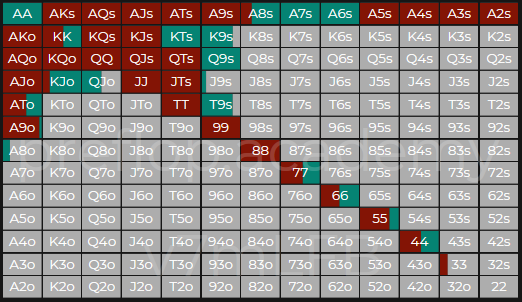 AA AKs AQs AJs ATs A9s A8s A7s A6s A5s A4s A3s A2s
AKo KK KQs KJs KTs K9s K8s K7s K6s K5s K4s K3s K2s
AQo KQo QQ QJs QTs Q9s Q8s Q7s Q6s Q5s Q4s Q3s Q2s
AJo KJo QJo JJ JTs J9s J8s J7s J6s J5s J4s J3s J2s
ATo KTo QTo JTo TT T9s T8s T7s T6s T5s T4s T3s T2s
A9o K9o Q9o J9o T9o 99 98s 97s 96s 95s 94s 93s 92s
A8o K8o Q8o J8o T8o 98o 88 87s 86s 85s 84s 83s 82s
preflop.academy
A7o K7o Q7o J7o T7o 97o 87o 77 76s 75s 74s 73s 72s
A6o K6o Q6o J6o T6o 96o 86o 76o 66 65s 64s 63s 62s
A5o K5o Q5o J5o T5o 95o 85o 75o 65o 55 54s 53s 52s
A4o K4o Q4o J4o T4o 94o 84o 74o 64o 54o 44 43s 42s
A3o K3o Q3o J3o T3o 93o 83o 73o 63o 53o 43o 33 32s
A2o K2o Q2o J2o T2o 92o 82o 72o 62o 52o 42o 32o 22